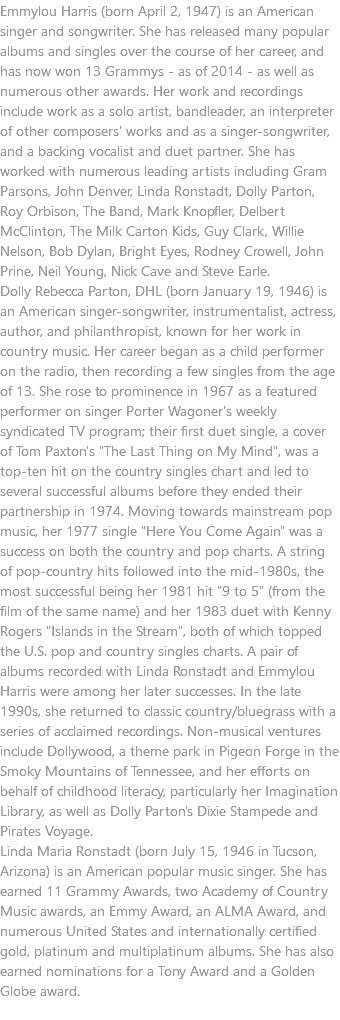 Emmylou Harris (born April 2, 1947) is an American
singer and songwriter. She has released many popular
albums and singles over the course of her career, and
has now won 13 Grammys - as of 2014 - as well as
numerous other awards. Her work and recordings
include work as a solo artist, bandleader, an interpreter
of other composers' works and as a singer-songwriter,
and a backing vocalist and duet partner. She has
worked with numerous leading artists including Gram
Parsons, John Denver, Linda Ronstadt, Dolly Parton,
Roy Orbison, The Band, Mark Knopfler, Delbert
McClinton, The Milk Carton Kids, Guy Clark, Willie
Nelson, Bob Dylan, Bright Eyes, Rodney Crowell, John
Prine, Neil Young, Nick Cave and Steve Earle.
Dolly Rebecca Parton, DHL (born January 19, 1946) is
an American singer-songwriter, instrumentalist, actress,
author, and philanthropist, known for her work in
country music. Her career began as a child performer
on the radio, then recording a few singles from the age
of 13. She rose to prominence in 1967 as a featured
performer on singer Porter Wagoner's weekly
syndicated TV program; their first duet single, a cover
of Tom Paxton's "The Last Thing on My Mind", was a
top-ten hit on the country singles chart and led to
several successful albums before they ended their
partnership in 1974. Moving towards mainstream pop
music, her 1977 single "Here You Come Again" was a
success on both the country and pop charts. A string
of pop-country hits followed into the mid-1980s, the
most successful being her 1981 hit "9 to 5" (from the
film of the same name) and her 1983 duet with Kenny
Rogers "Islands in the Stream", both of which topped
the U.S. pop and country singles charts. A pair of
albums recorded with Linda Ronstadt and Emmylou
Harris were among her later successes. In the late
1990s, she returned to classic country/bluegrass with a
series of acclaimed recordings. Non-musical ventures
include Dollywood, a theme park in Pigeon Forge in the
Smoky Mountains of Tennessee, and her efforts on
behalf of childhood literacy, particularly her Imagination
Library, as well as Dolly Parton's Dixie Stampede and
Pirates Voyage.
Linda Maria Ronstadt (born July 15, 1946 in Tucson,
Arizona) is an American popular music singer. She has
earned 11 Grammy Awards, two Academy of Country
Music awards, an Emmy Award, an ALMA Award, and
numerous United States and internationally certified
gold, platinum and multiplatinum albums. She has also
earned nominations for a Tony Award and a Golden
Globe award.